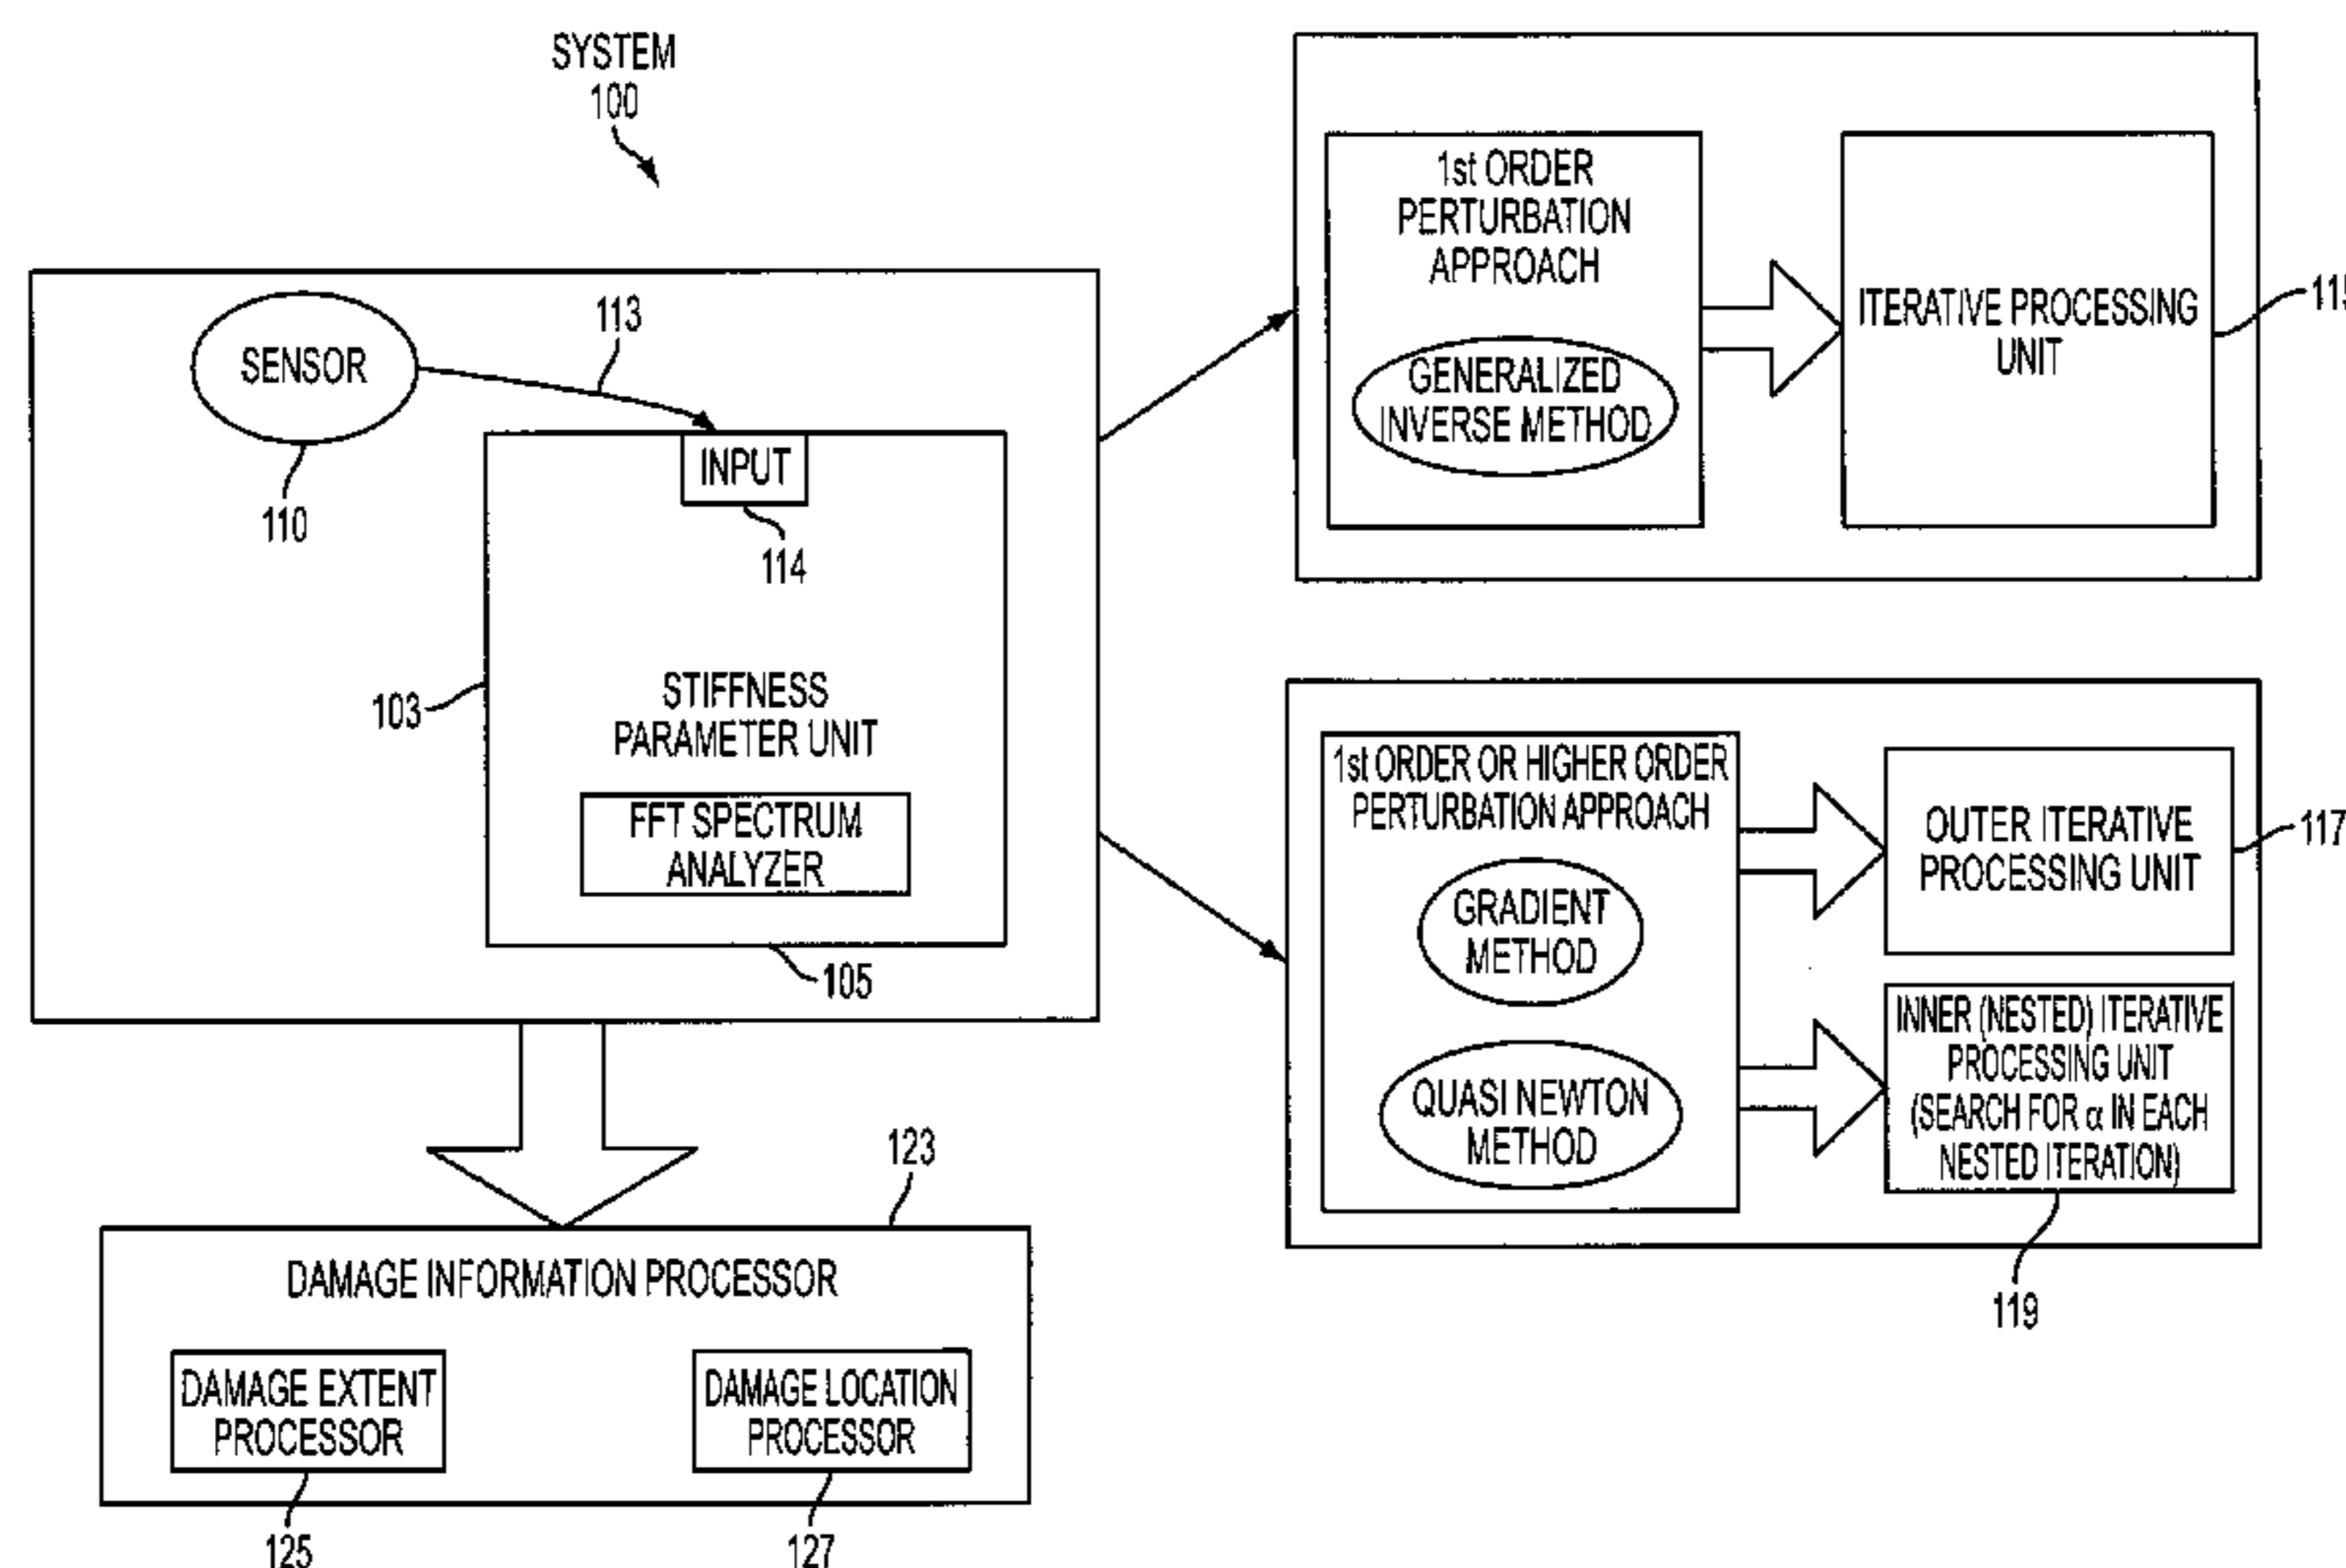 SYSTEM
100
SENSOR
110
113
INPUT
114
103
STIFFNESS
PARAMETER UNIT
FFT SPECTRUM
ANALYZER
105
1st ORDER
PERTURBATION
APPROACH
GENERALIZED
INVERSE METHOD
ITERATIVE PROCESSING
UNIT
115
1st ORDER OR HIGHER ORDER
PERTURBATION APPROACH
GRADIENT
METHOD
QUASI NEWTON
METHOD
OUTER ITERATIVE
PROCESSING UNIT
117
INNER (NESTED) ITERATIVE
PROCESSING UNIT
(SEARCH FOR α IN EACH
NESTED ITERATION)
119
123
DAMAGE INFORMATION PROCESSOR
DAMAGE EXTENT
PROCESSOR
125
DAMAGE LOCATION
PROCESSOR
127